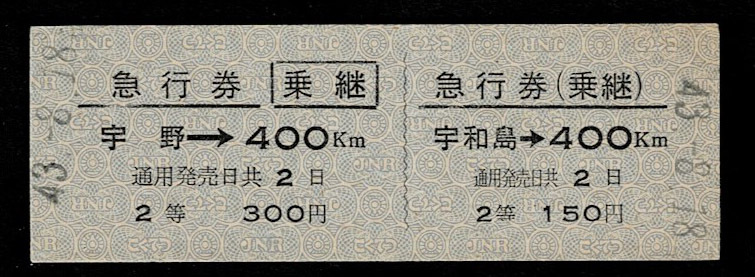 急行券 乗継
宇野→400Km
通用発売日共2日
2等 300円
急行券(乗継)
宇和島→400Km
通用発売日共2日
2等 150円
43-8.18
43-8.18
JNR